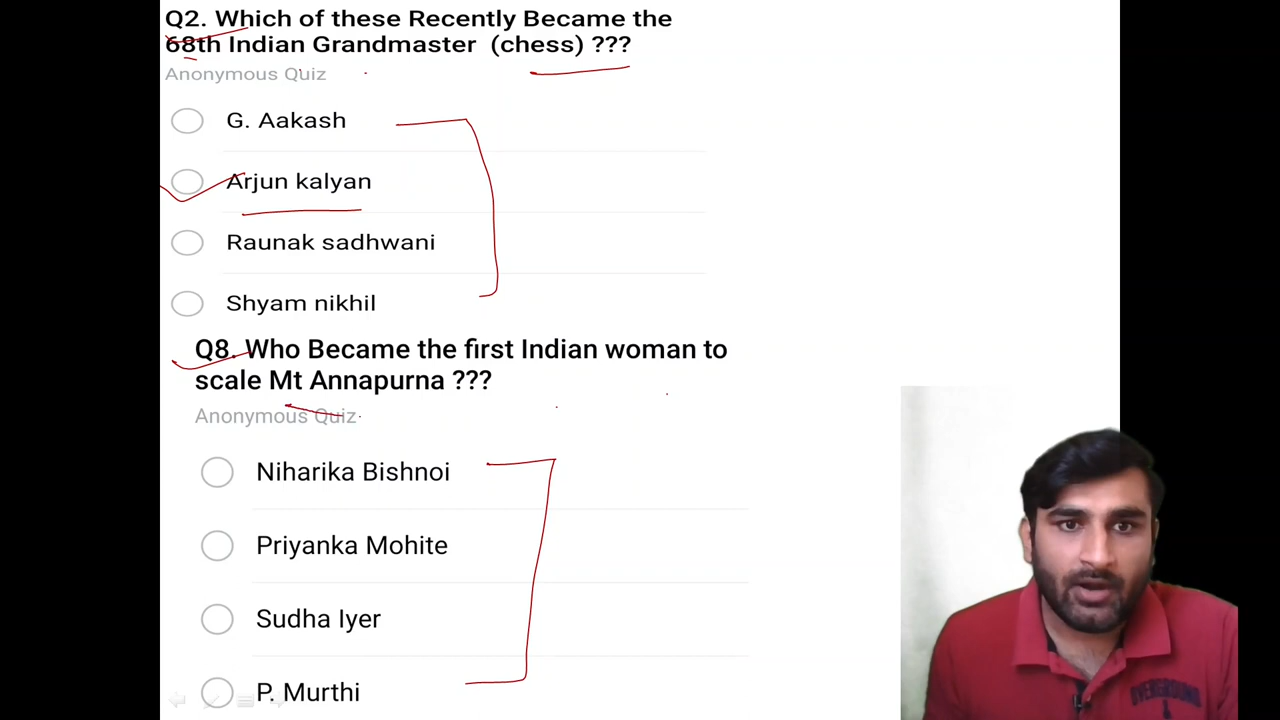 Q2. Which of these Recently Became the
68th Indian Grandmaster (chess) ???
Anonymous Quiz
G. Aakash
Arjun kalyan
Raunak sadhwani
Shyam nikhil
Q8. Who Became the first Indian woman to
scale Mt Annapurna ???
Anonymous Quiz
Niharika Bishnoi
Priyanka Mohite
Sudha Iyer
P. Murthi
OVERGROUND